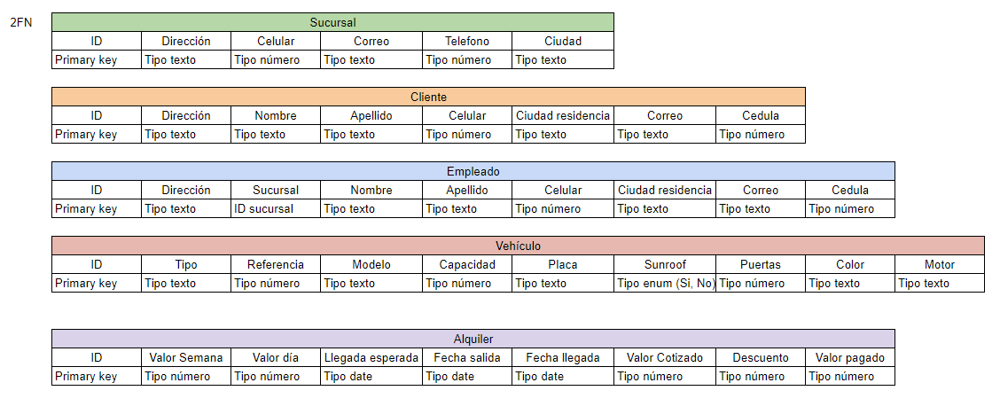 2FN
Sucursal
ID Dirección Celular Correo Telefono Ciudad
Primary key Tipo texto Tipo número Tipo texto Tipo número Tipo texto
Cliente
ID Dirección Nombre Apellido Celular Ciudad residencia Correo Cedula
Primary key Tipo texto Tipo texto Tipo texto Tipo número Tipo texto Tipo texto Tipo número
Empleado
ID Dirección Sucursal Nombre Apellido Celular Ciudad residencia Correo Cedula
Primary key Tipo texto ID sucursal Tipo texto Tipo texto Tipo número Tipo texto Tipo texto Tipo número
Vehículo
ID Tipo Referencia Modelo Capacidad Placa Sunroof Puertas Color Motor
Primary key Tipo texto Tipo número Tipo texto Tipo número Tipo texto Tipo enum (Si, No) Tipo número Tipo texto Tipo texto
Alquiler
ID Valor Semana Valor día Llegada esperada Fecha salida Fecha llegada Valor Cotizado Descuento Valor pagado
Primary key Tipo número Tipo número Tipo date Tipo date Tipo date Tipo número Tipo número Tipo número